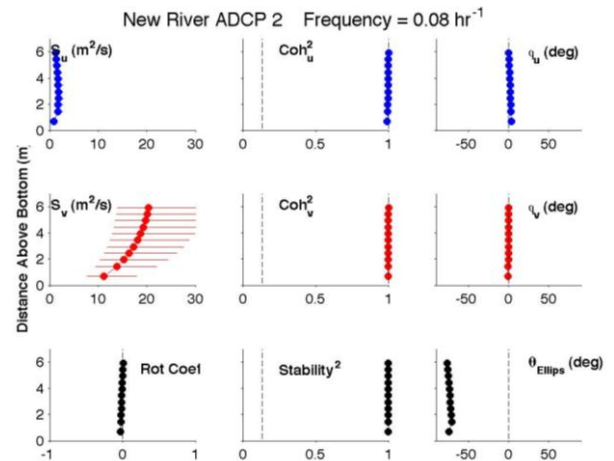 New River ADCP 2 Frequency = 0.08 hr⁻¹
Sᵤ (m²/s) Cohᵤ² φᵤ (deg)
6
4
2
0
0 10 20 30 0 0.5 1 -50 0 50
Distance Above Bottom (m)
Sᵥ (m²/s) Cohᵥ² φᵥ (deg)
6
4
2
0
0 10 20 30 0 0.5 1 -50 0 50
Rot Coef Stability² θEllips (deg)
6
4
2
0
-1 0 1 0 0.5 1 -50 0 50